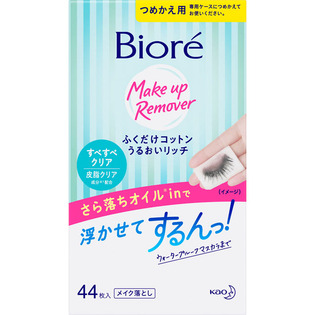 つめかえ用
専用ケースにつめかえて
お使いください。
Bioré
Make up
Remover
ふくだけコットン
うるおいリッチ
すべすべ
クリア
皮脂クリア
成分*配合
(イメージ)
さら落ちオイル*inで
浮かせてするんっ!
ウォータープルーフマスカラまで
44枚入
メイク落とし
Kao